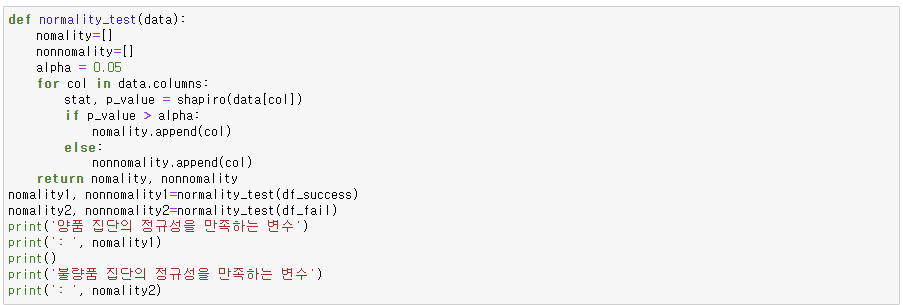 def normality_test(data):
    nomality=[]
    nonnomality=[]
    alpha = 0.05
    for col in data.columns:
        stat, p_value = shapiro(data[col])
        if p_value > alpha:
            nomality.append(col)
        else:
            nonnomality.append(col)
    return nomality, nonnomality
nomality1, nonnomality1=normality_test(df_success)
nomality2, nonnomality2=normality_test(df_fail)
print('양품 집단의 정규성을 만족하는 변수')
print(': ', nomality1)
print()
print('불량품 집단의 정규성을 만족하는 변수')
print(': ', nomality2)